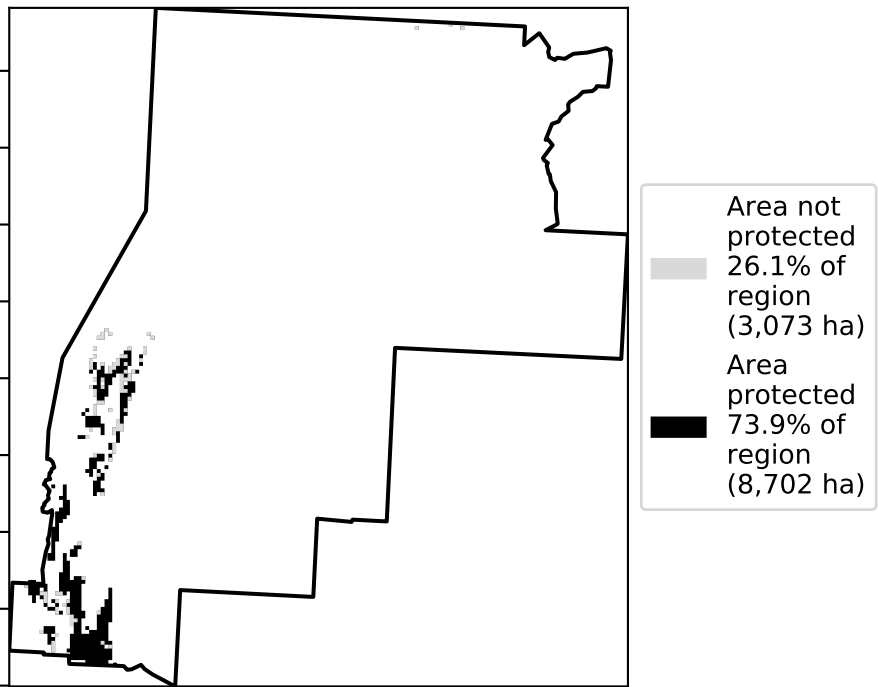 Area not
protected
26.1% of
region
(3,073 ha)
Area
protected
73.9% of
region
(8,702 ha)